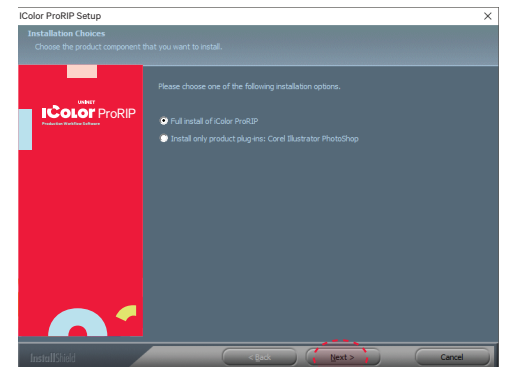 IColor ProRIP Setup
Installation Choices
Choose the product component that you want to install.
UNINET
IColor ProRIP
Production Workflow Software
Please choose one of the following installation options.
Full install of iColor ProRIP
Install only product plug-ins: Corel Illustrator PhotoShop
InstallShield
< Back
Next >
Cancel